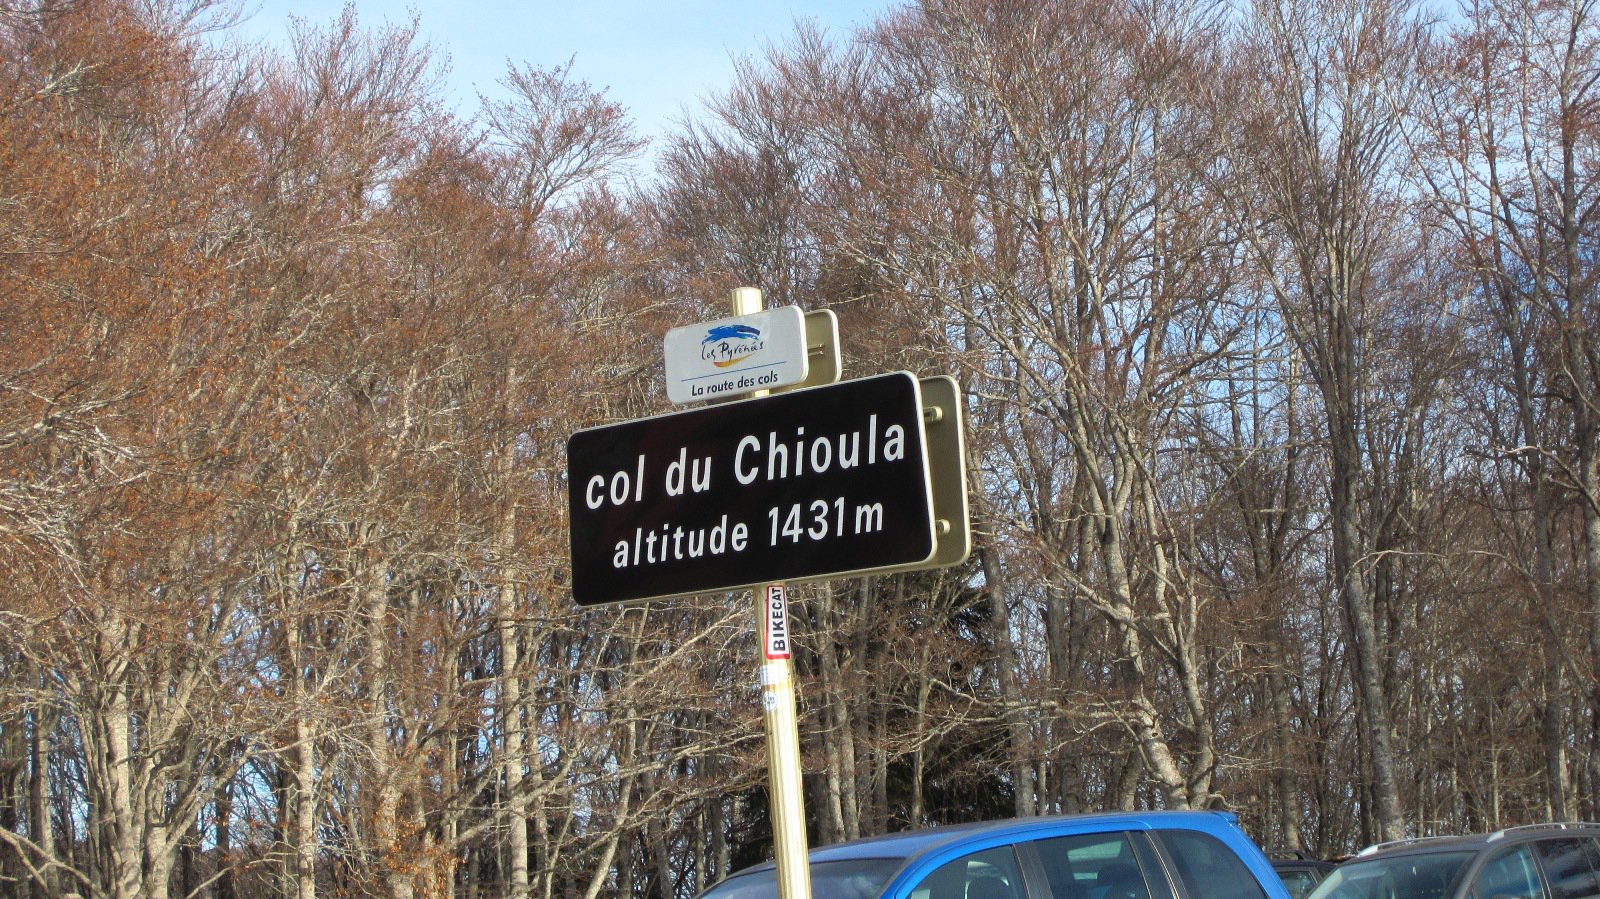 Les Pyrénées
La route des cols
col du Chioula
altitude 1431m
BIKECAT